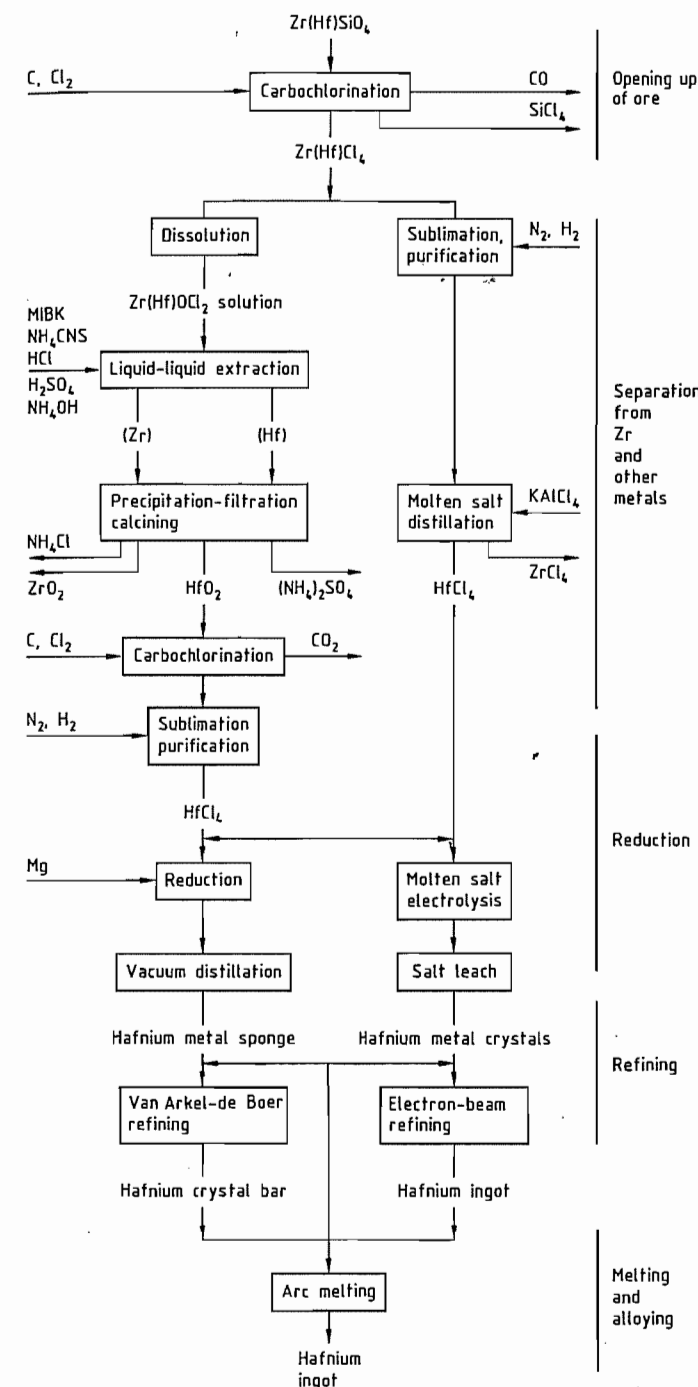 Zr(Hf)SiO₄
C, Cl₂
Carbochlorination
CO
SiCl₄
Opening up
of ore
Zr(Hf)Cl₄
Dissolution
Sublimation,
purification
N₂, H₂
Zr(Hf)OCl₂ solution
MIBK
NH₄CNS
HCl
H₂SO₄
NH₄OH
Liquid-liquid extraction
(Zr)
(Hf)
Separation
from
Zr
and
other
metals
Precipitation-filtration
calcining
Molten salt
distillation
KAlCl₄
NH₄Cl
ZrO₂
HfO₂
(NH₄)₂SO₄
HfCl₄
ZrCl₄
C, Cl₂
Carbochlorination
CO₂
N₂, H₂
Sublimation
purification
HfCl₄
Reduction
Mg
Reduction
Molten salt
electrolysis
Vacuum distillation
Salt leach
Hafnium metal sponge
Hafnium metal crystals
Refining
Van Arkel-de Boer
refining
Electron-beam
refining
Hafnium crystal bar
Hafnium ingot
Arc melting
Melting
and
alloying
Hafnium
ingot